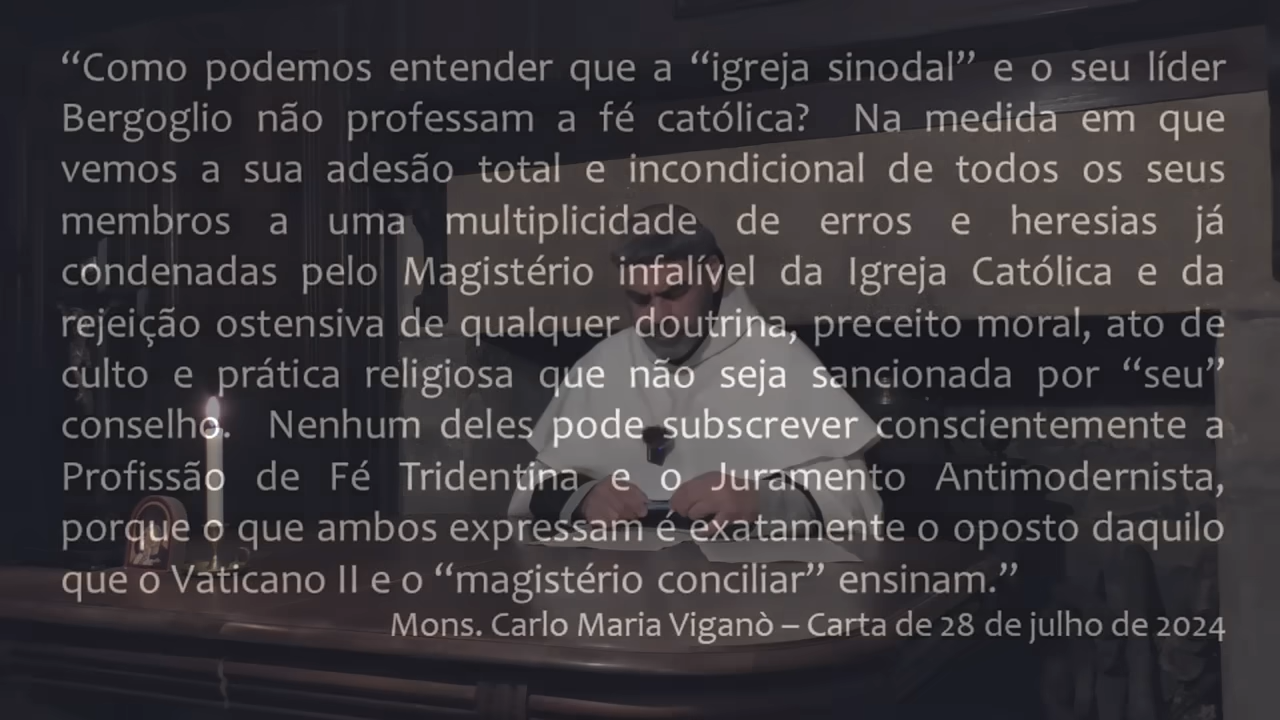 “Como podemos entender que a “igreja sinodal” e o seu líder
Bergoglio não professam a fé católica? Na medida em que
vemos a sua adesão total e incondicional de todos os seus
membros a uma multiplicidade de erros e heresias já
condenadas pelo Magistério infalível da Igreja Católica e da
rejeição ostensiva de qualquer doutrina, preceito moral, ato de
culto e prática religiosa que não seja sancionada por “seu”
conselho. Nenhum deles pode subscrever conscientemente a
Profissão de Fé Tridentina e o Juramento Antimodernista,
porque o que ambos expressam é exatamente o oposto daquilo
que o Vaticano II e o “magistério conciliar” ensinam.”
Mons. Carlo Maria Viganò – Carta de 28 de julho de 2024